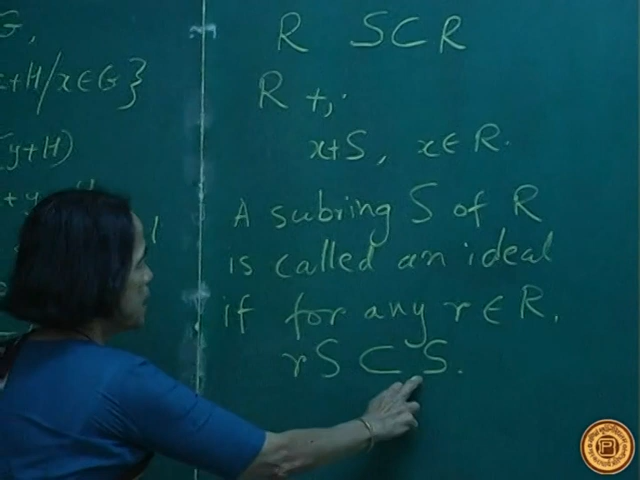 G,
x+H/x∈G}
(y+H)
R S⊂R
R +,·
x+S, x∈R.
A subring S of R
is called an ideal
if for any r∈R,
rS ⊂ S.